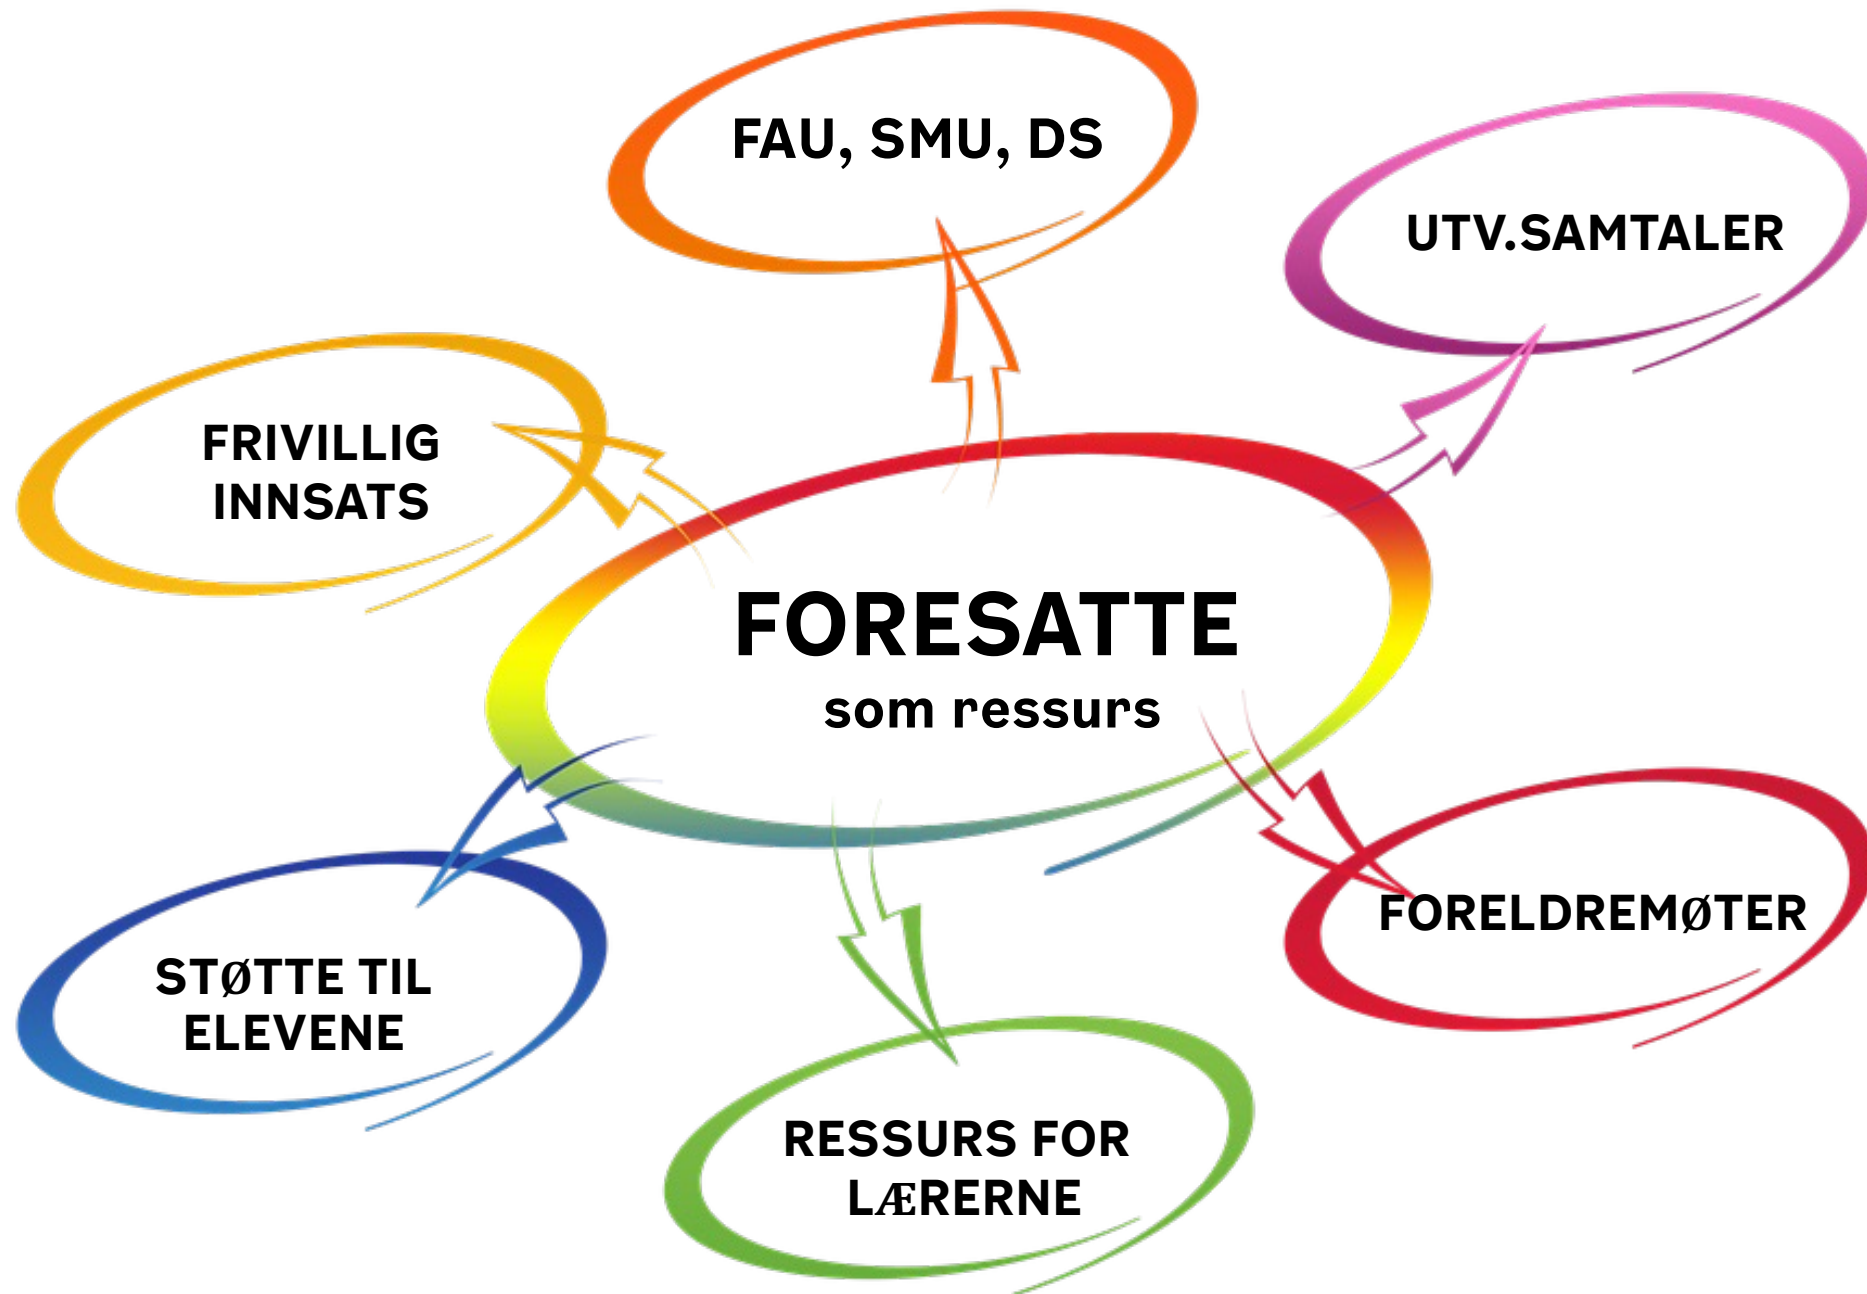 FAU, SMU, DS
UTV.SAMTALER
FRIVILLIG
INNSATS
FORESATTE
som ressurs
FORELDREMØTER
STØTTE TIL
ELEVENE
RESSURS FOR
LÆRERNE